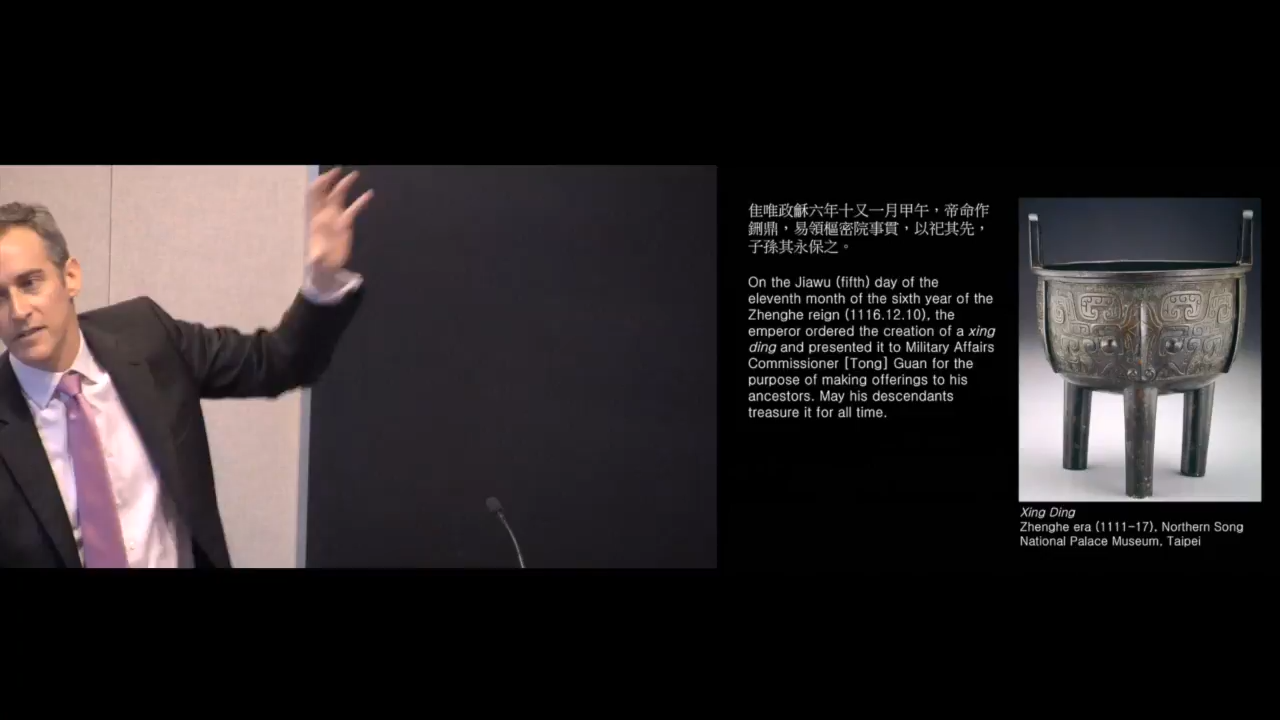 隹唯政龢六年十又一月甲午，帝命作
鉶鼎，易領樞密院事貫，以祀其先，
子孫其永保之。
On the Jiawu (fifth) day of the
eleventh month of the sixth year of the
Zhenghe reign (1116.12.10), the
emperor ordered the creation of a xing
ding and presented it to Military Affairs
Commissioner [Tong] Guan for the
purpose of making offerings to his
ancestors. May his descendants
treasure it for all time.
Xing Ding
Zhenghe era (1111-17), Northern Song
National Palace Museum, Taipei